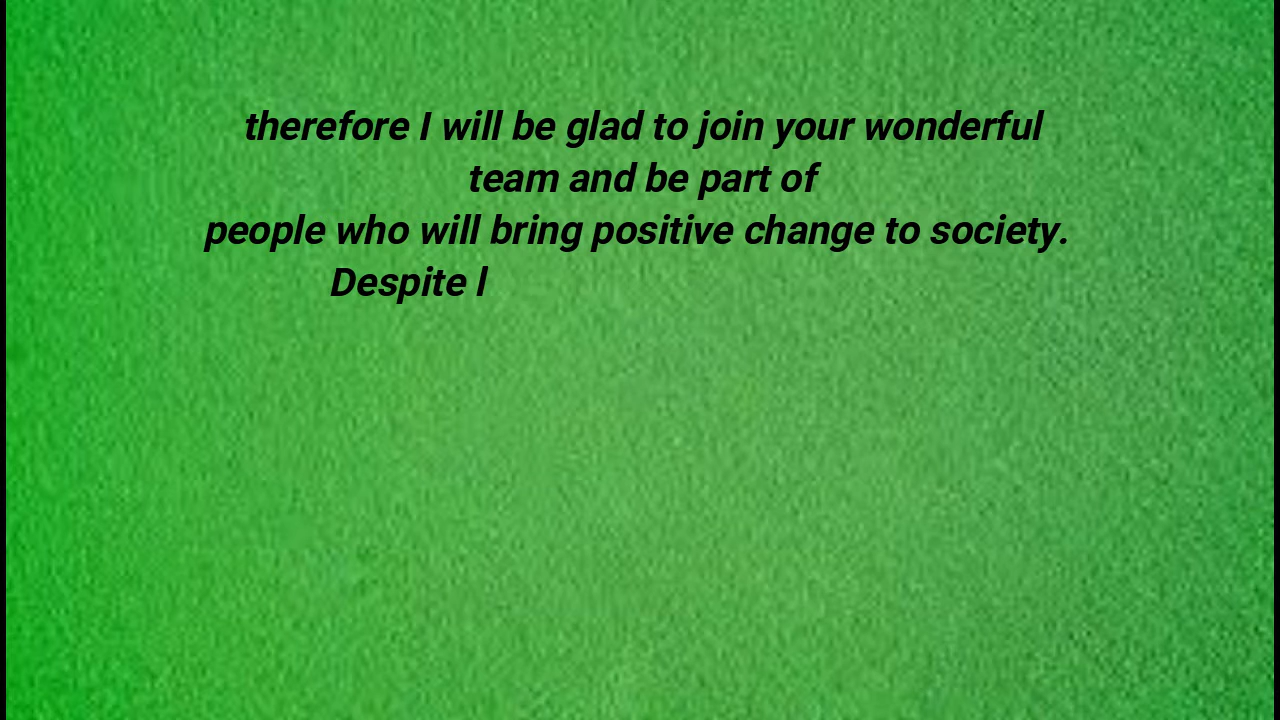 therefore I will be glad to join your wonderful
team and be part of
people who will bring positive change to society.
Despite l